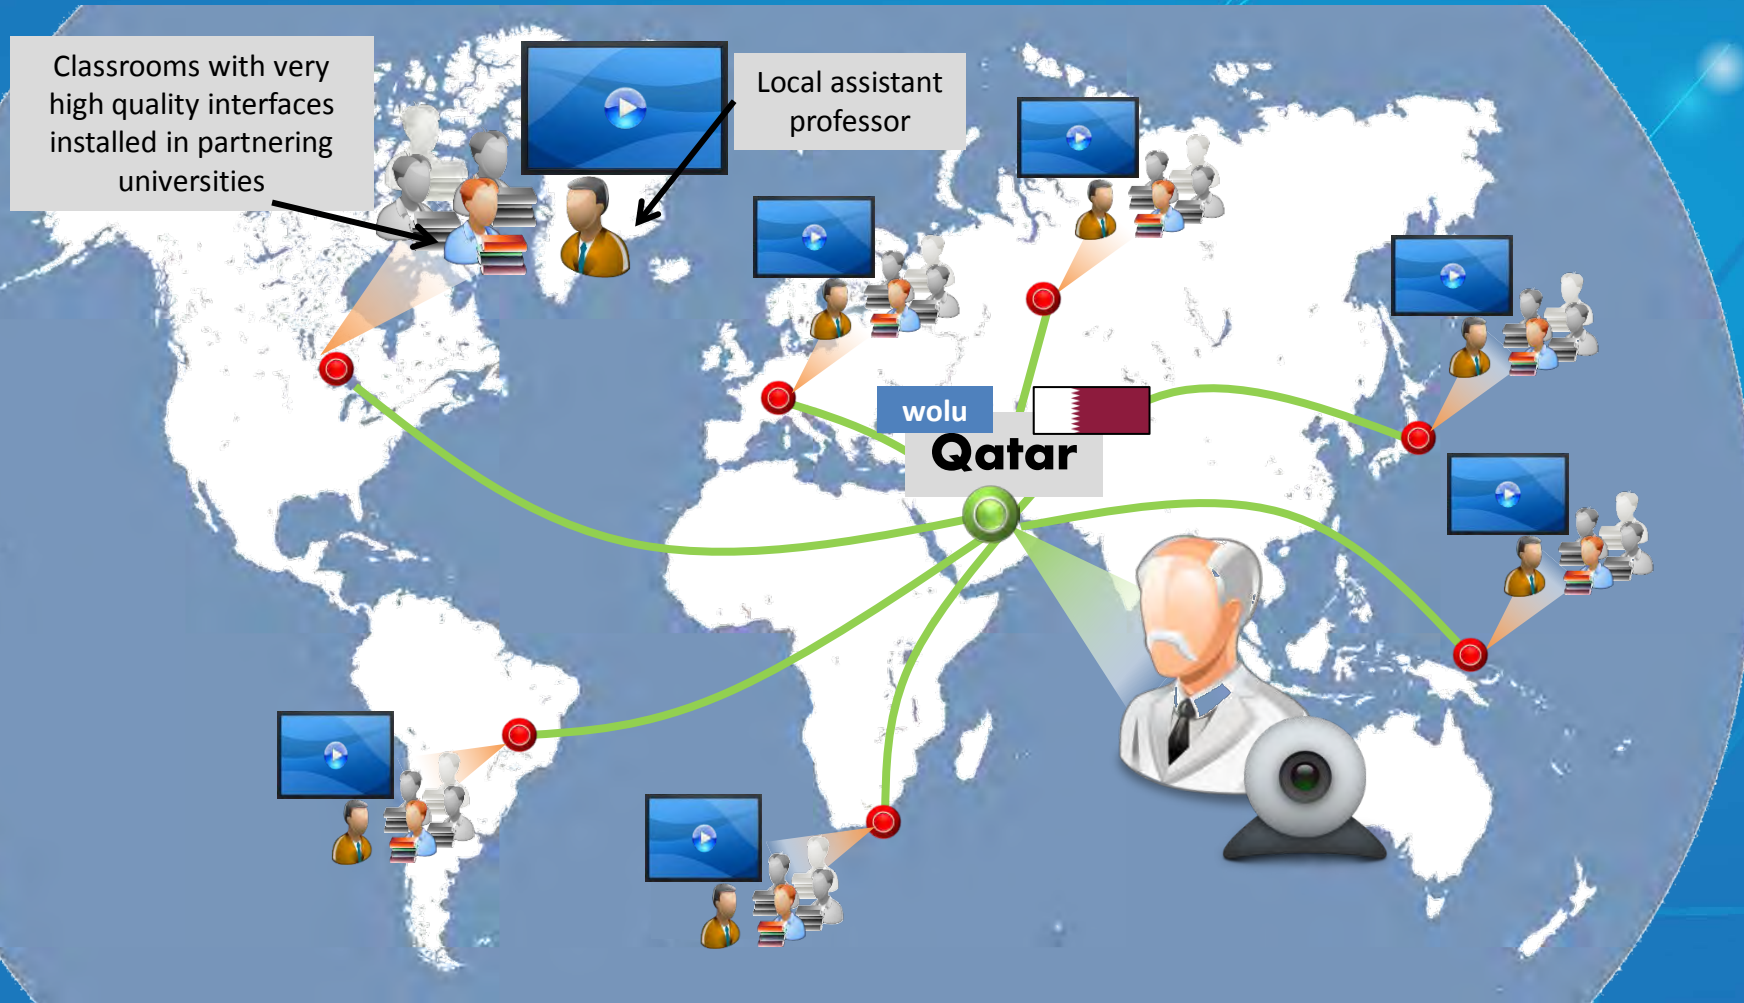 Classrooms with very
high quality interfaces
installed in partnering
universities
Local assistant
professor
wolu
Qatar